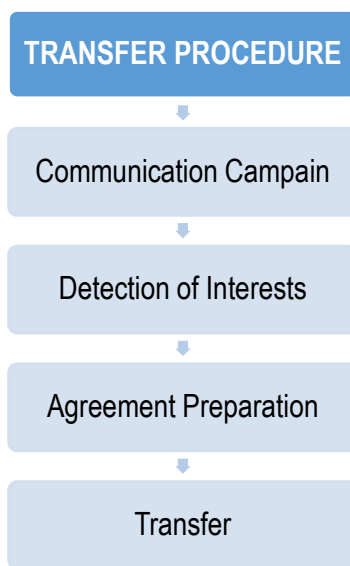 TRANSFER PROCEDURE
Communication Campain
Detection of Interests
Agreement Preparation
Transfer